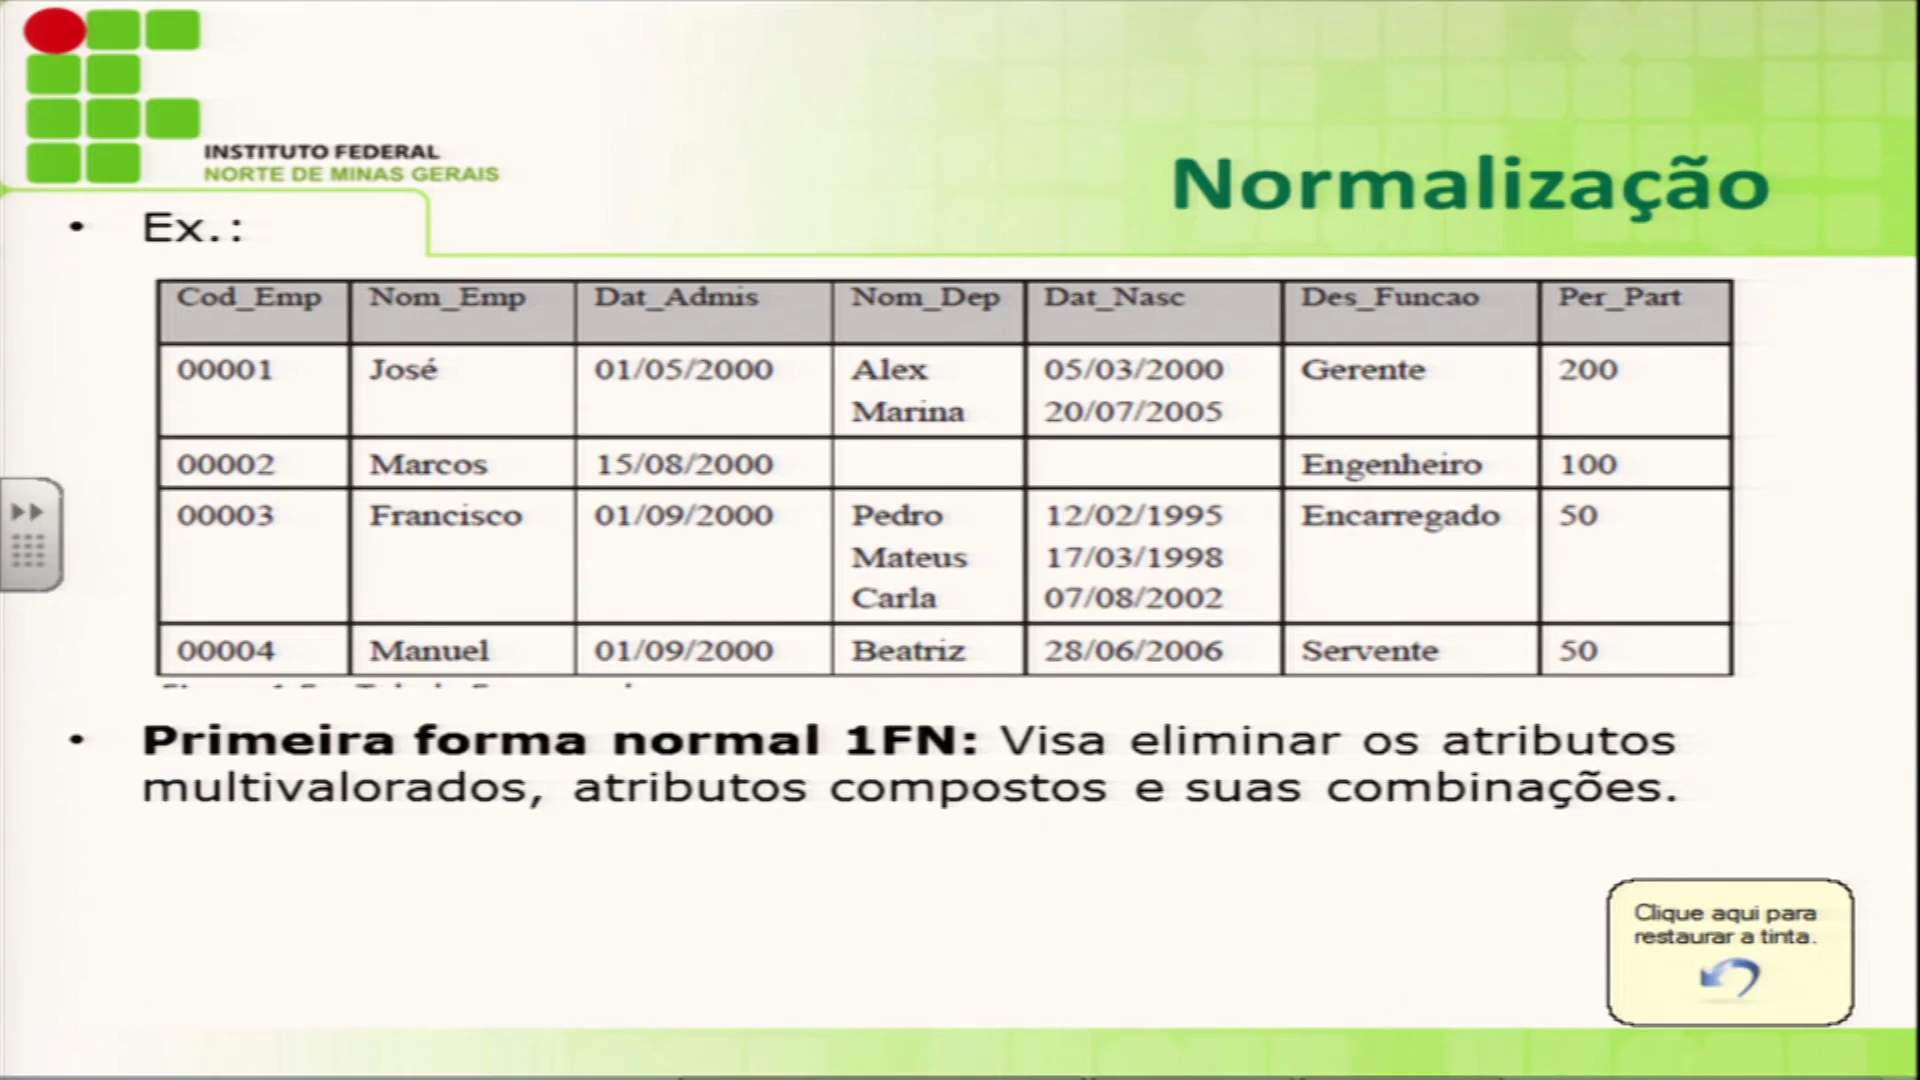 INSTITUTO FEDERAL
NORTE DE MINAS GERAIS
Normalização
• Ex.:
Cod_Emp Nom_Emp Dat_Admis Nom_Dep Dat_Nasc Des_Funcao Per_Part
00001 José 01/05/2000 Alex 05/03/2000 Gerente 200
Marina 20/07/2005
00002 Marcos 15/08/2000 Engenheiro 100
00003 Francisco 01/09/2000 Pedro 12/02/1995 Encarregado 50
Mateus 17/03/1998
Carla 07/08/2002
00004 Manuel 01/09/2000 Beatriz 28/06/2006 Servente 50
• Primeira forma normal 1FN: Visa eliminar os atributos
multivalorados, atributos compostos e suas combinações.
Clique aqui para
restaurar a tinta.